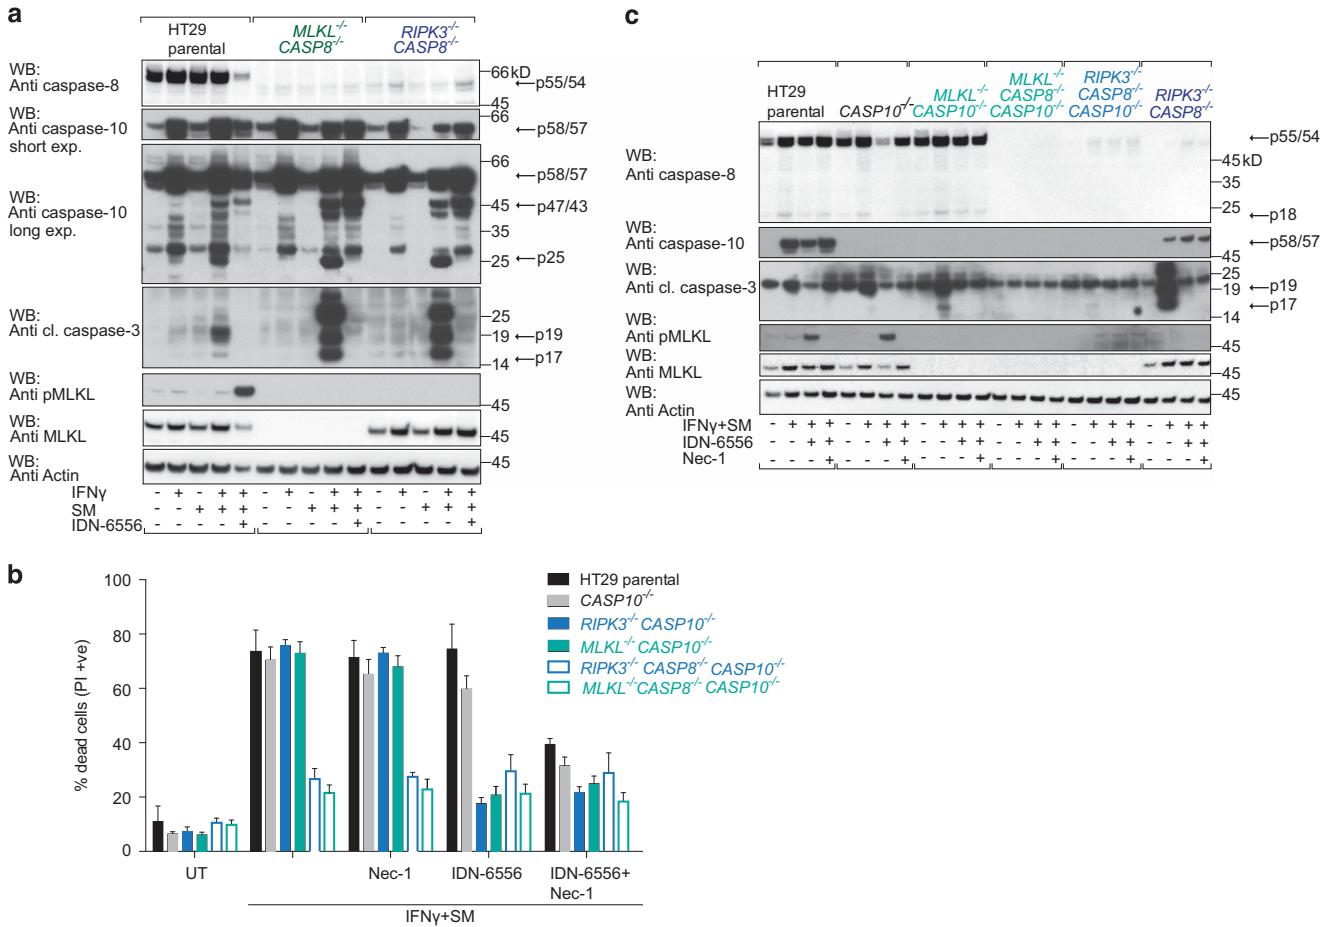 a
HT29
parental
MLKL-/-
CASP8-/-
RIPK3-/-
CASP8-/-
WB:
Anti caspase-8
66 kD
←p55/54
45
WB:
Anti caspase-10
short exp.
66
←p58/57
WB:
Anti caspase-10
long exp.
66
←p58/57
45 ←p47/43
35
25 ←p25
WB:
Anti cl. caspase-3
25
19 ←p19
←p17
14
WB:
Anti pMLKL
45
WB:
Anti MLKL
45
WB:
Anti Actin
45
IFNγ - + - + + - + - + + - + - + +
SM - - + + + - - + + + - - + + +
IDN-6556 - - - - + - - - - + - - - - +
c
HT29
parental
CASP10-/-
MLKL-/-
CASP10-/-
MLKL-/-
CASP8-/-
CASP10-/-
RIPK3-/-
CASP8-/-
CASP10-/-
RIPK3-/-
CASP8-/-
WB:
Anti caspase-8
←p55/54
45 kD
35
25
←p18
WB:
Anti caspase-10
←p58/57
45
WB:
Anti cl. caspase-3
25
19 ←p19
←p17
14
WB:
Anti pMLKL
45
WB:
Anti MLKL
45
WB:
Anti Actin
45
IFNγ+SM - + + + - + + + - + + + - + + + - + + + - + + +
IDN-6556 - - + + - - + + - - + + - - + + - - + + - - + +
Nec-1 - - - + - - - + - - - + - - - + - - - + - - - +
b
% dead cells (PI +ve)
100
80
60
40
20
0
HT29 parental
CASP10-/-
RIPK3-/- CASP10-/-
MLKL-/- CASP10-/-
RIPK3-/- CASP8-/- CASP10-/-
MLKL-/-CASP8-/- CASP10-/-
UT
Nec-1
IDN-6556
IDN-6556+
Nec-1
IFNγ+SM